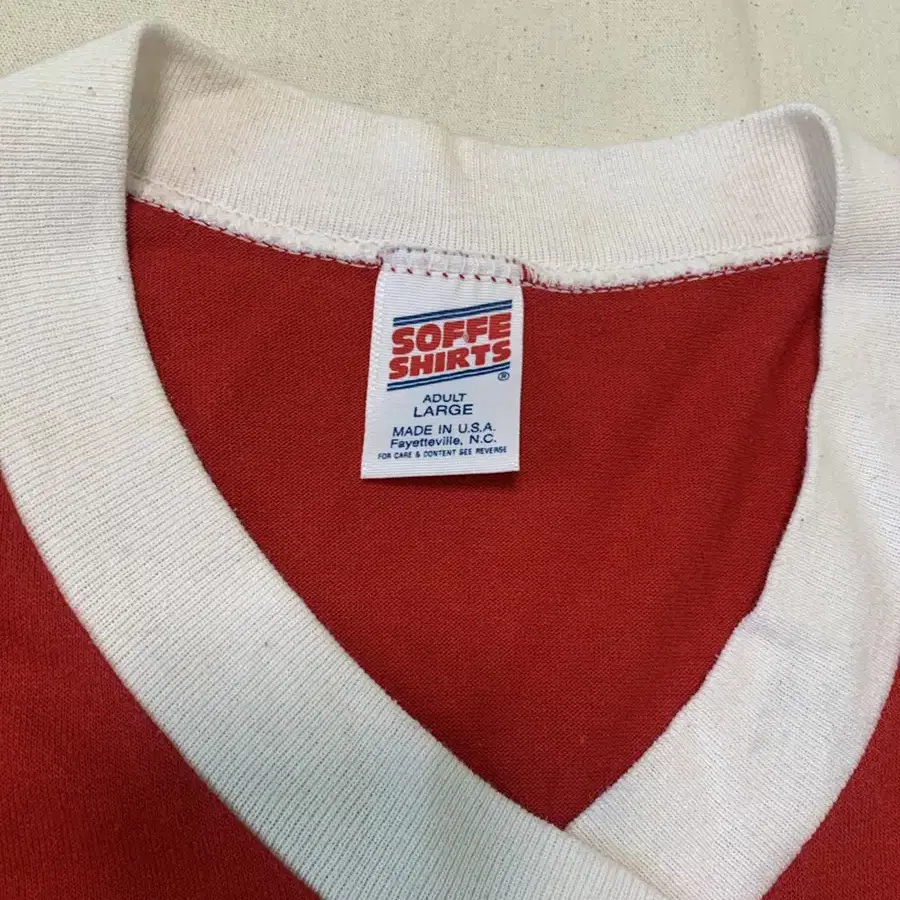 SOFFE
SHIRTS
®
ADULT
LARGE
MADE IN U.S.A.
Fayetteville, N.C.
FOR CARE & CONTENT SEE REVERSE